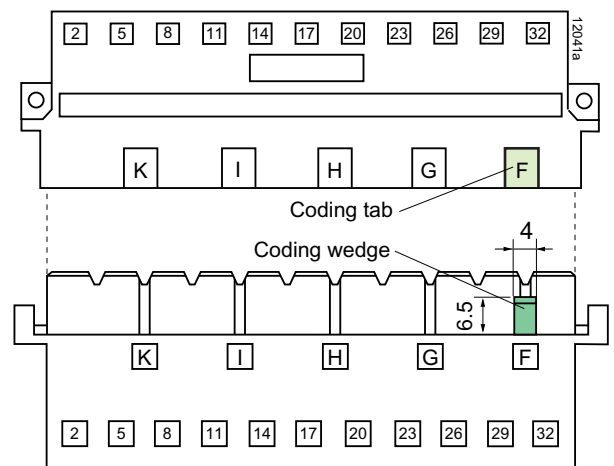 2 5 8 11 14 17 20 23 26 29 32
12041a
K I H G F
Coding tab
4
Coding wedge
6.5
K I H G F
2 5 8 11 14 17 20 23 26 29 32